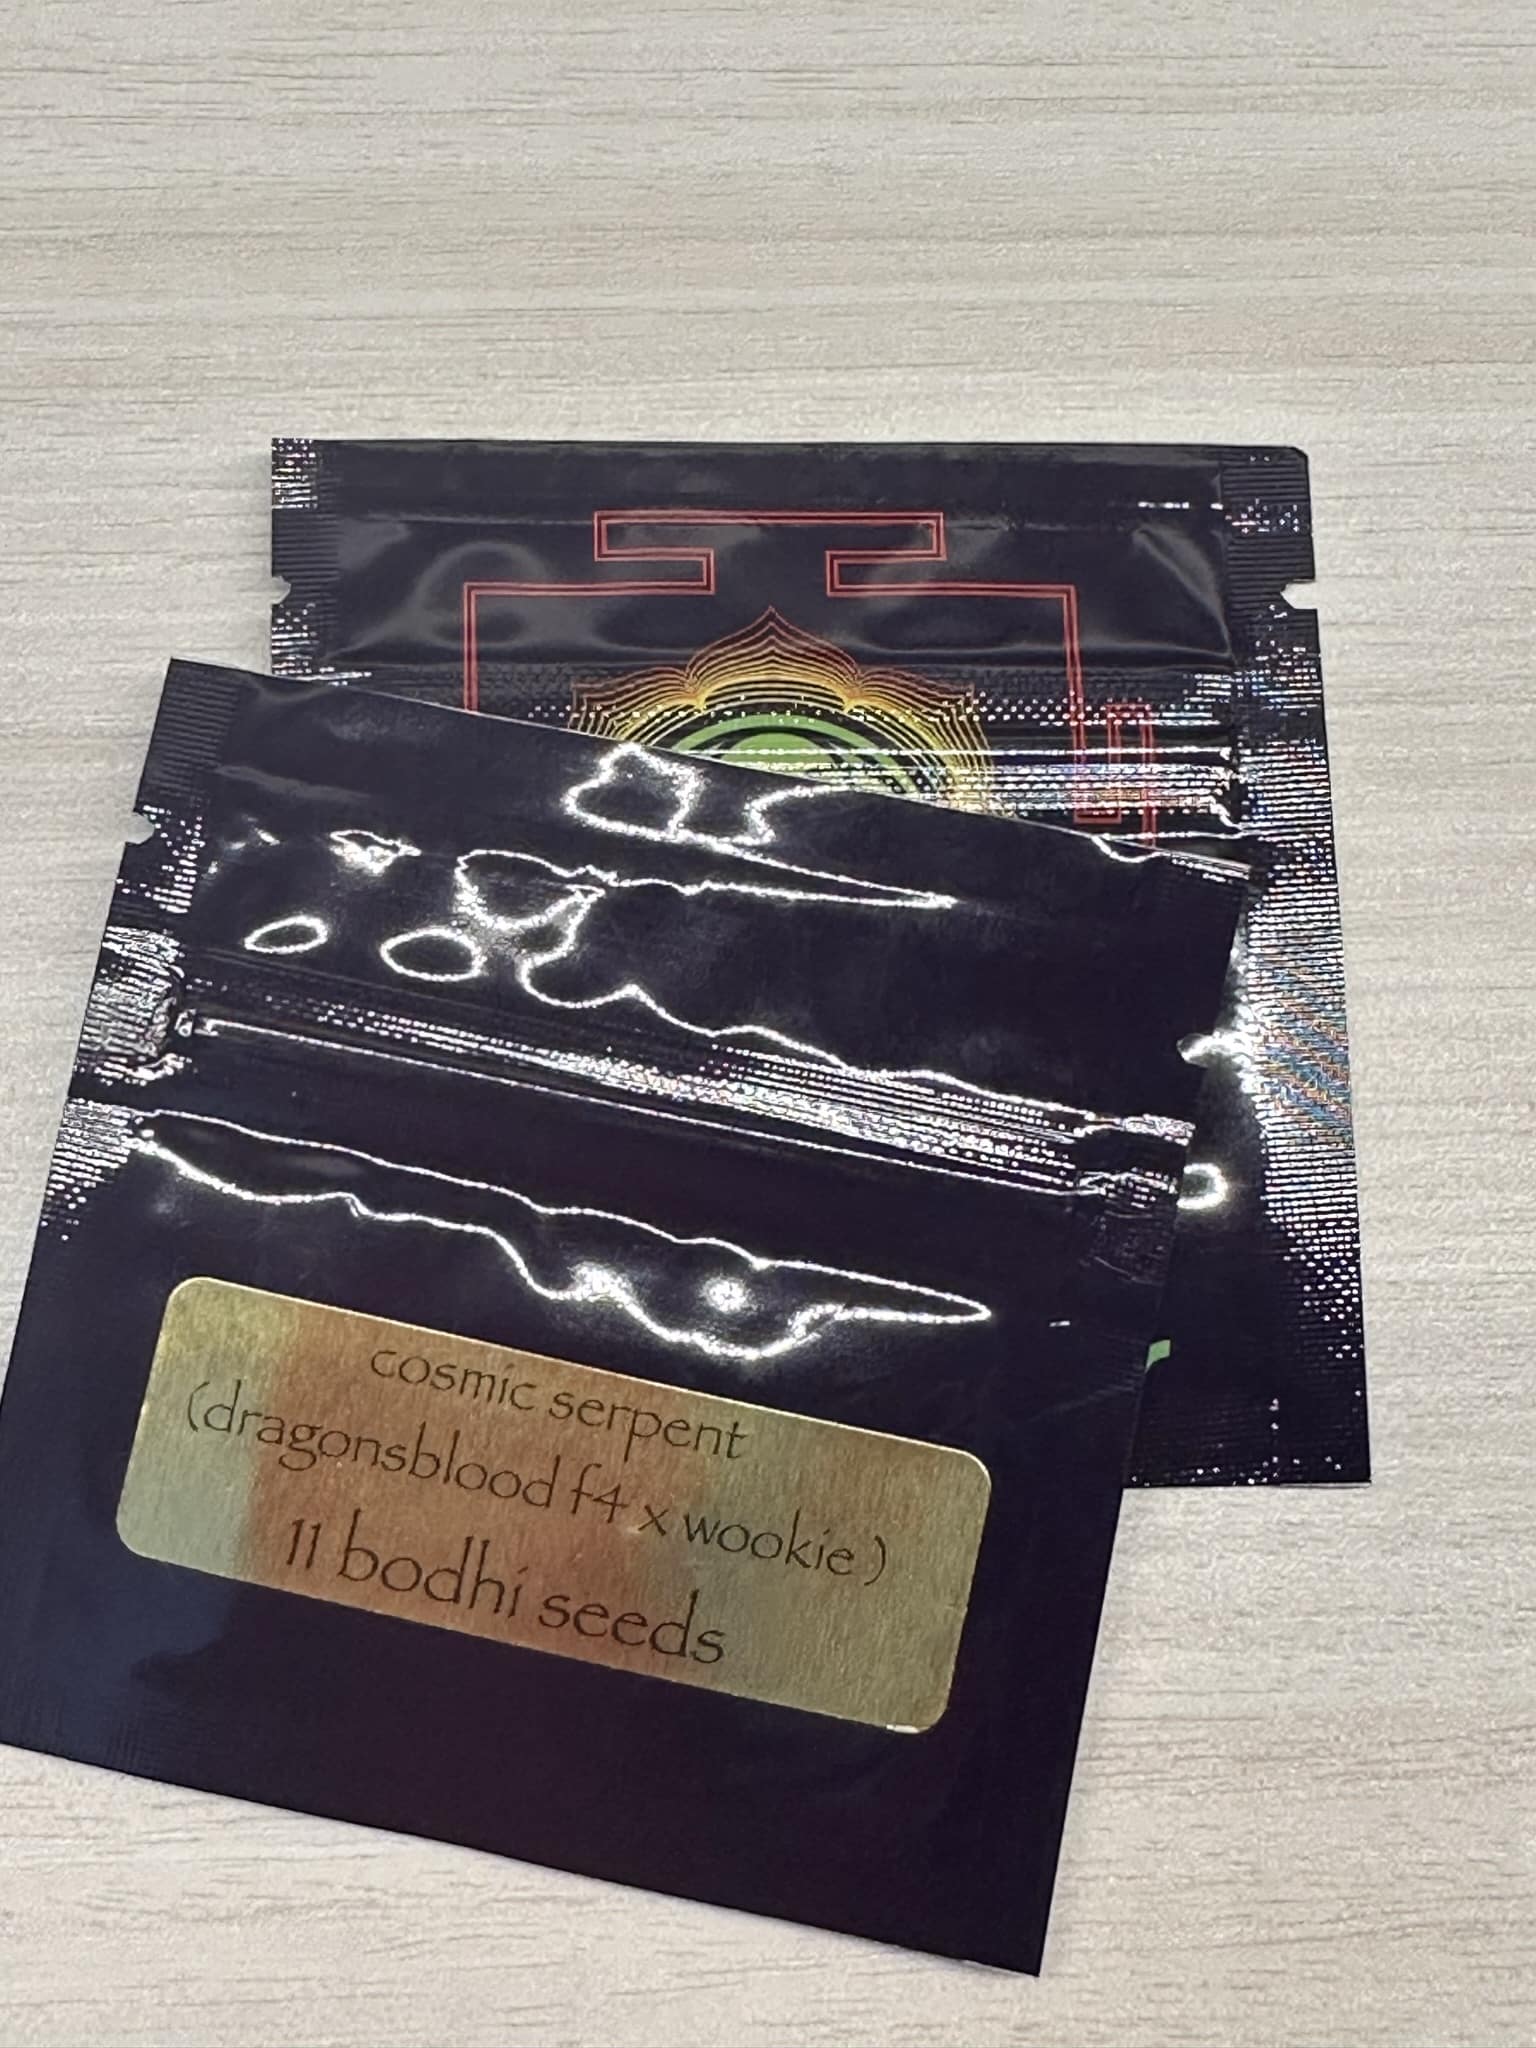 cosmic serpent
(dragonsblood f4 x wookie )
11 bodhi seeds